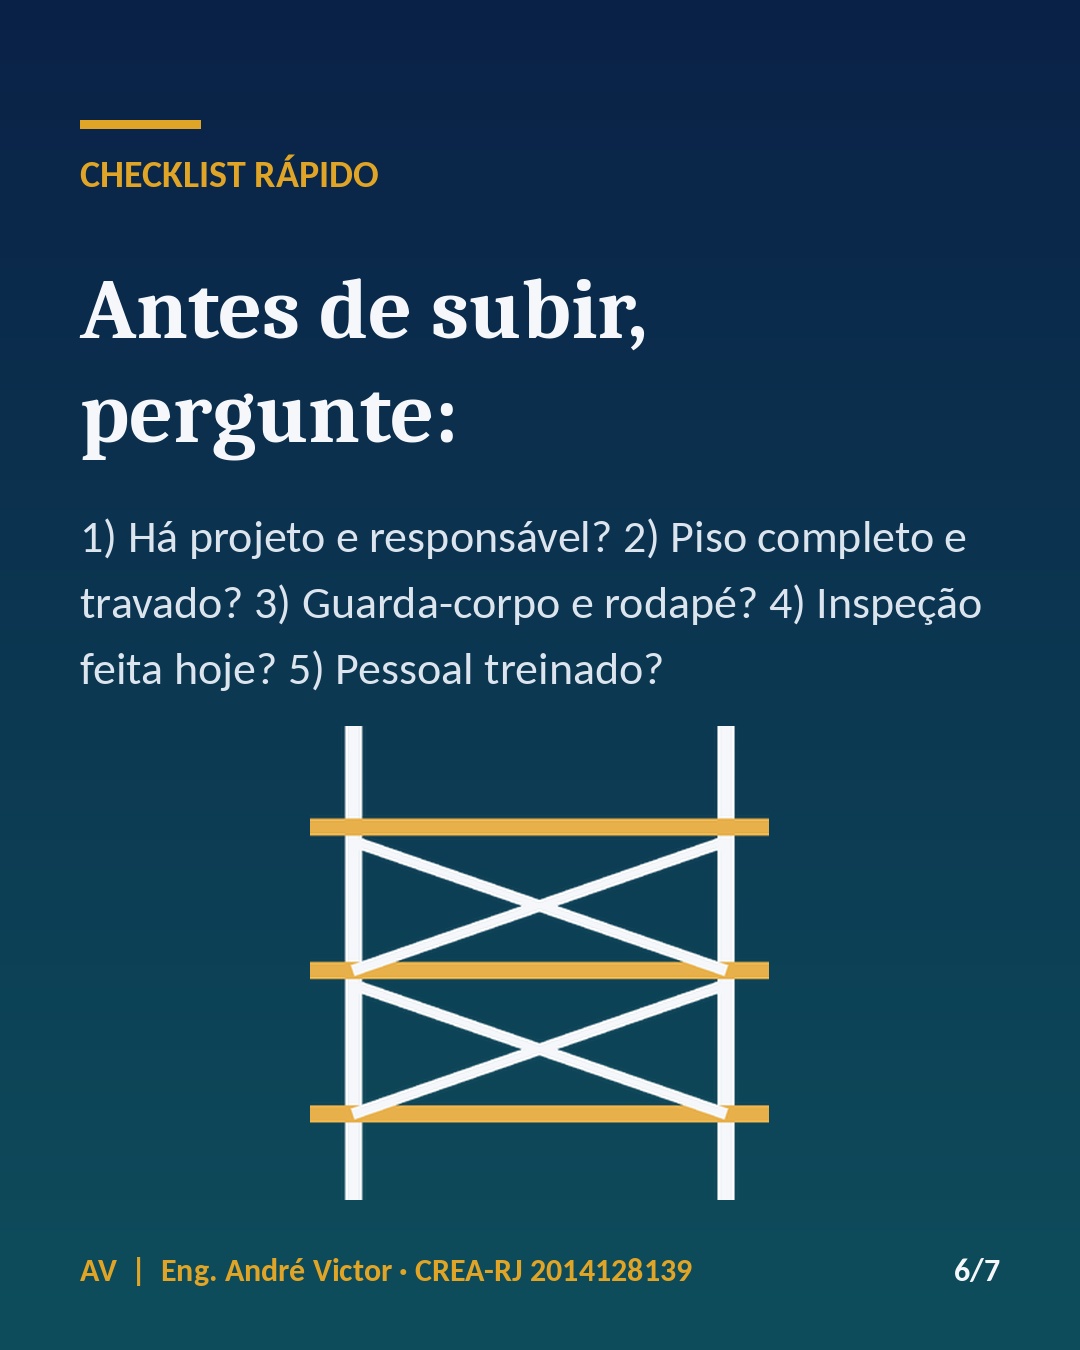 CHECKLIST RÁPIDO
Antes de subir,
pergunte:
1) Há projeto e responsável? 2) Piso completo e
travado? 3) Guarda-corpo e rodapé? 4) Inspeção
feita hoje? 5) Pessoal treinado?
AV | Eng. André Victor · CREA-RJ 2014128139
6/7